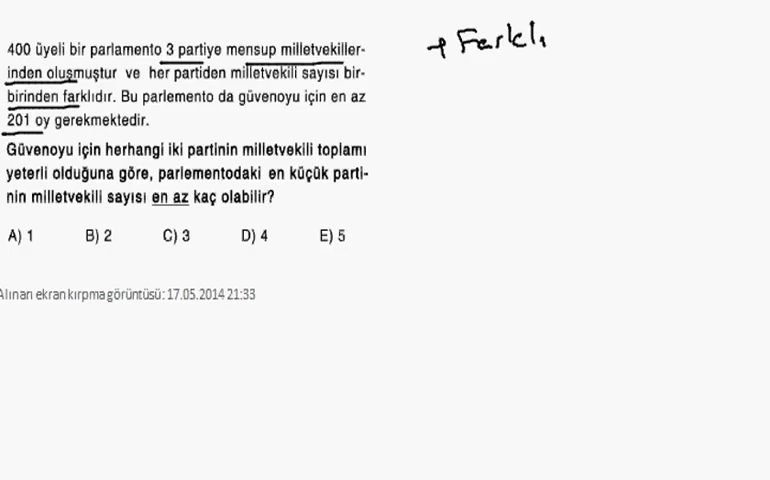 400 üyeli bir parlamento 3 partiye mensup milletvekiller-
inden oluşmuştur ve her partiden milletvekili sayısı bir-
birinden farklıdır. Bu parlemento da güvenoyu için en az
201 oy gerekmektedir.
Güvenoyu için herhangi iki partinin milletvekili toplamı
yeterli olduğuna göre, parlementodaki en küçük parti-
nin milletvekili sayısı en az kaç olabilir?
A) 1 B) 2 C) 3 D) 4 E) 5
Alınan ekran kırpma görüntüsü: 17.05.2014 21:33
Farklı